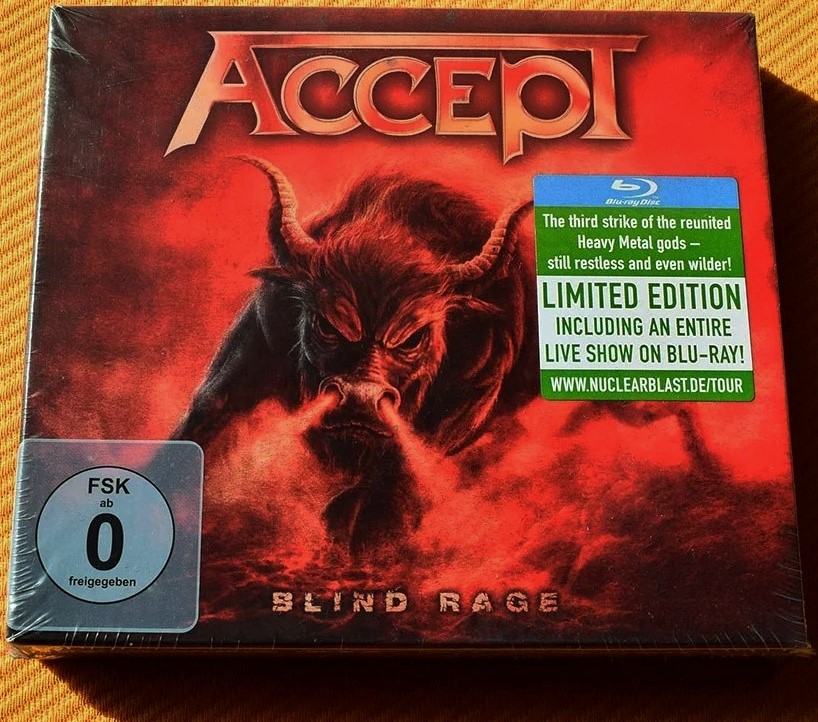 ACCEPT
Blu-ray Disc
The third strike of the reunited
Heavy Metal gods –
still restless and even wilder!
LIMITED EDITION
INCLUDING AN ENTIRE
LIVE SHOW ON BLU-RAY!
WWW.NUCLEARBLAST.DE/TOUR
FSK
ab
0
freigegeben
BLIND RAGE